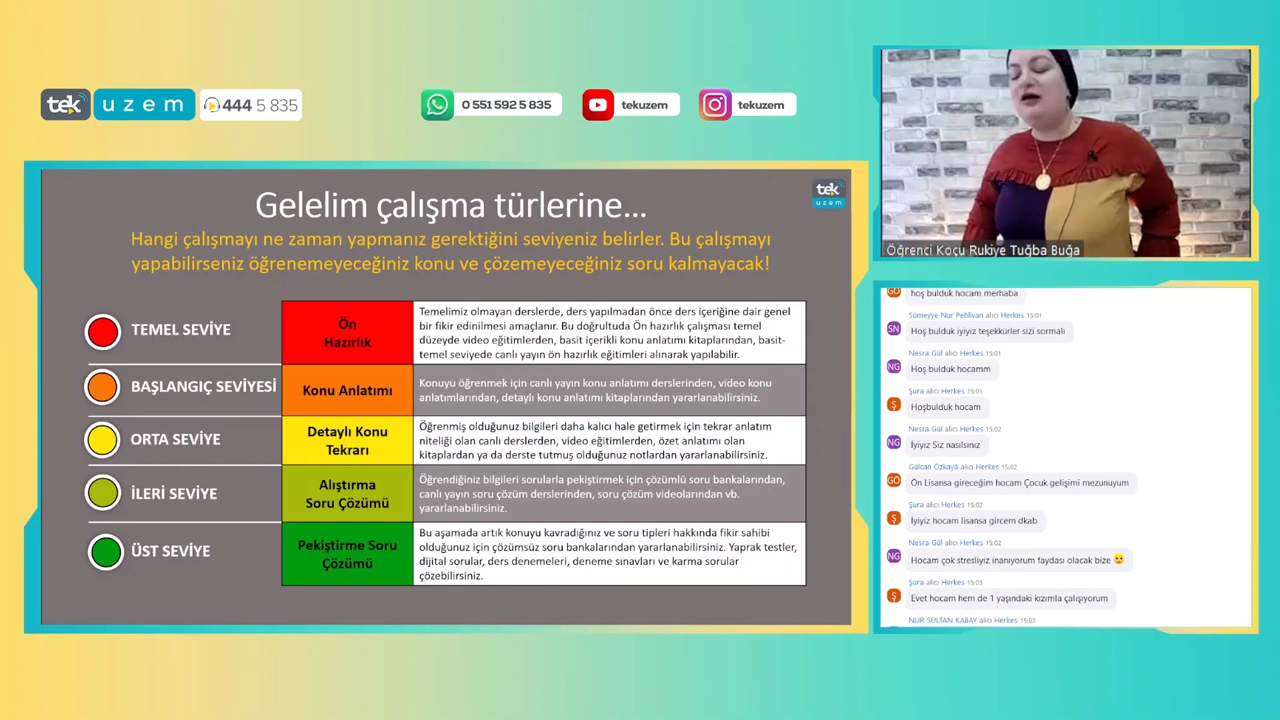 tek uzem 444 5 835
0 551 592 5 835
tekuzem
tekuzem
tek
uzem
Gelelim çalışma türlerine...
Hangi çalışmayı ne zaman yapmanız gerektiğini seviyeniz belirler. Bu çalışmayı
yapabilirseniz öğrenemeyeceğiniz konu ve çözemeyeceğiniz soru kalmayacak!
TEMEL SEVİYE
Ön
Hazırlık
Temelimiz olmayan derslerde, ders yapılmadan önce ders içeriğine dair genel
bir fikir edinilmesi amaçlanır. Bu doğrultuda Ön hazırlık çalışması temel
düzeyde video eğitimlerden, basit içerikli konu anlatımı kitaplarından, basit-
temel seviyede canlı yayın ön hazırlık eğitimleri alınarak yapılabilir.
BAŞLANGIÇ SEVİYESİ
Konu Anlatımı
Konuyu öğrenmek için canlı yayın konu anlatımı derslerinden, video konu
anlatımlarından, detaylı konu anlatımı kitaplarından yararlanabilirsiniz.
ORTA SEVİYE
Detaylı Konu
Tekrarı
Öğrenmiş olduğunuz bilgileri daha kalıcı hale getirmek için tekrar anlatım
niteliği olan canlı derslerden, video eğitimlerden, özet anlatımı olan
kitaplardan ya da derste tutmuş olduğunuz notlardan yararlanabilirsiniz.
İLERİ SEVİYE
Alıştırma
Soru Çözümü
Öğrendiğiniz bilgileri sorularla pekiştirmek için çözümlü soru bankalarından,
canlı yayın soru çözüm derslerinden, soru çözüm videolarından vb.
yararlanabilirsiniz.
ÜST SEVİYE
Pekiştirme Soru
Çözümü
Bu aşamada artık konuyu kavradığınız ve soru tipleri hakkında fikir sahibi
olduğunuz için çözümsüz soru bankalarından yararlanabilirsiniz. Yaprak testler,
dijital sorular, ders denemeleri, deneme sınavları ve karma sorular
çözebilirsiniz.
Öğrenci Koçu Rukiye Tuğba Buğa
GÖ hoş bulduk hocam merhaba
Sümeyye Nur Pehlivan alıcı Herkes 15:01
SN Hoş bulduk iyiyiz teşekkürler sizi sormalı
Nesra Gül alıcı Herkes 15:01
NG Hoş bulduk hocamm
Şura alıcı Herkes 15:01
Ş Hoşbulduk hocam
Nesra Gül alıcı Herkes 15:02
NG İyiyiz Siz nasılsınız
Gülcan Özkaya alıcı Herkes 15:02
GÖ Ön Lisansa gireceğim hocam Çocuk gelişimi mezunuyum
Şura alıcı Herkes 15:02
Ş İyiyiz hocam lisansa gircem dkab
Nesra Gül alıcı Herkes 15:02
NG Hocam çok stresliyiz inanıyorum faydası olacak bize 🥲
Şura alıcı Herkes 15:03
Ş Evet hocam hem de 1 yaşındaki kızımla çalışıyorum
NUR SULTAN KABAY alıcı Herkes 15:03